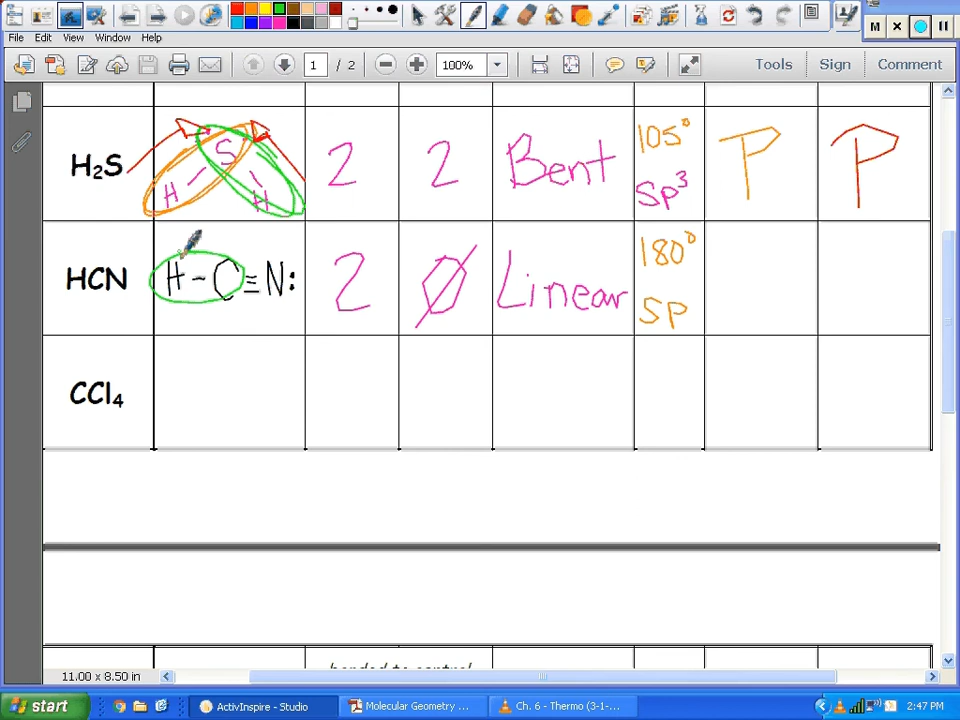 M
File Edit View Window Help
1 / 2
100%
Tools Sign Comment
H₂S
S
H H
2
2
Bent
105°
sp³
P
P
HCN
H-C≡N:
2
0
Linear
180°
sp
CCl₄
11.00 x 8.50 in
start
ActivInspire - Studio
Molecular Geometry ...
Ch. 6 - Thermo (3-1-...
2:47 PM